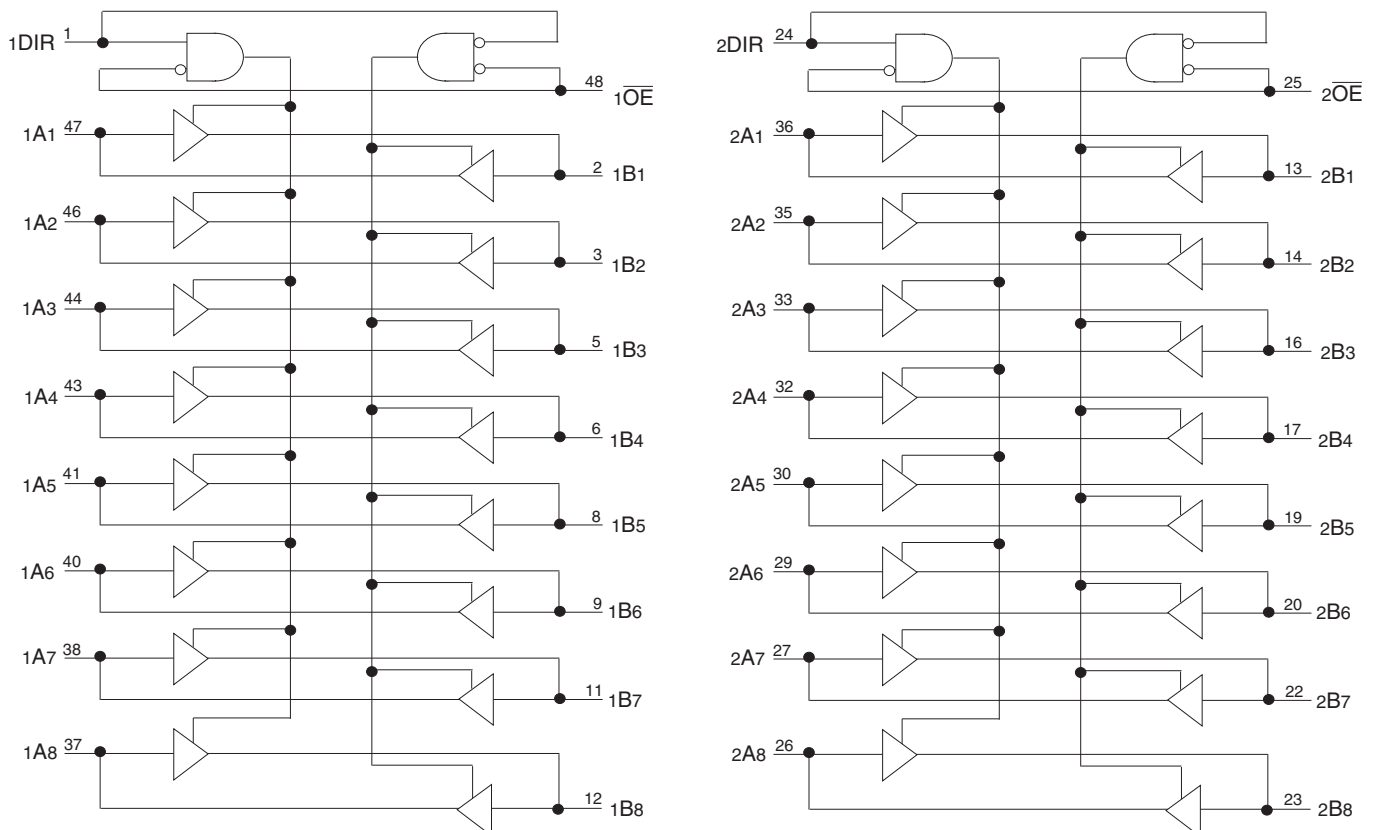 1DIR 1
48 1OE
1A1 47
2 1B1
1A2 46
3 1B2
1A3 44
5 1B3
1A4 43
6 1B4
1A5 41
8 1B5
1A6 40
9 1B6
1A7 38
11 1B7
1A8 37
12 1B8
2DIR 24
25 2OE
2A1 36
13 2B1
2A2 35
14 2B2
2A3 33
16 2B3
2A4 32
17 2B4
2A5 30
19 2B5
2A6 29
20 2B6
2A7 27
22 2B7
2A8 26
23 2B8